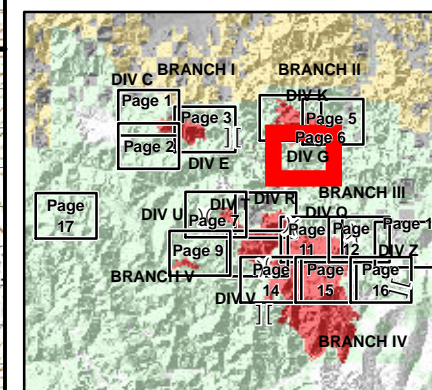 BRANCH I BRANCH II
DIV C
DIV K
Page 1
Page 3 Page 5
Page 2 Page 6
DIV E DIV G
BRANCH III
Page
17
DIV U DIV R
Page 7
Page
11
Page
12
Page 1
Page 9 DIV Z
BRANCH V
Page
14
Page
15
Page
16
DIV V
BRANCH IV